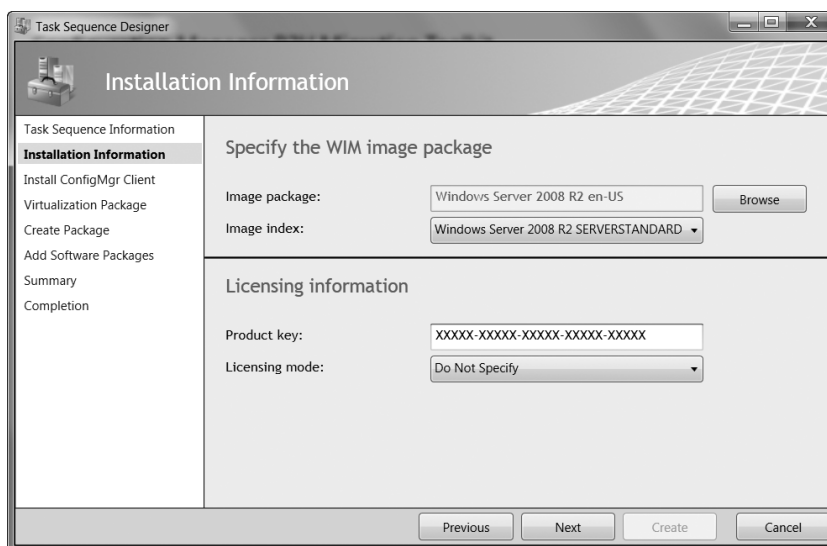 Task Sequence Designer
Installation Information
Task Sequence Information
Installation Information
Install ConfigMgr Client
Virtualization Package
Create Package
Add Software Packages
Summary
Completion
Specify the WIM image package
Image package:
Windows Server 2008 R2 en-US
Browse
Image index:
Windows Server 2008 R2 SERVERSTANDARD
Licensing information
Product key:
XXXXX-XXXXX-XXXXX-XXXXX-XXXXX
Licensing mode:
Do Not Specify
Previous
Next
Create
Cancel